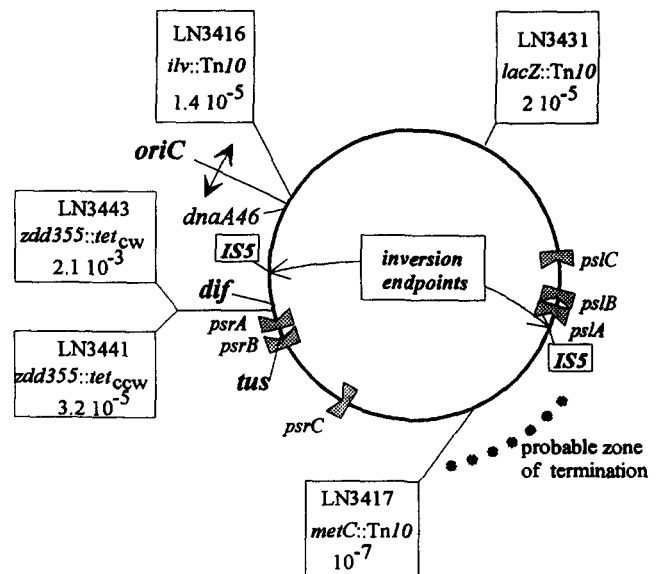 LN3416
ilv::Tn10
1.4 10-5
LN3431
lacZ::Tn10
2 10-5
oriC
dnaA46
LN3443
zdd355::tetcw
2.1 10-3
IS5
inversion
endpoints
pslC
pslB
pslA
IS5
dif
psrA
psrB
tus
psrC
LN3441
zdd355::tetccw
3.2 10-5
probable zone
of termination
LN3417
metC::Tn10
10-7